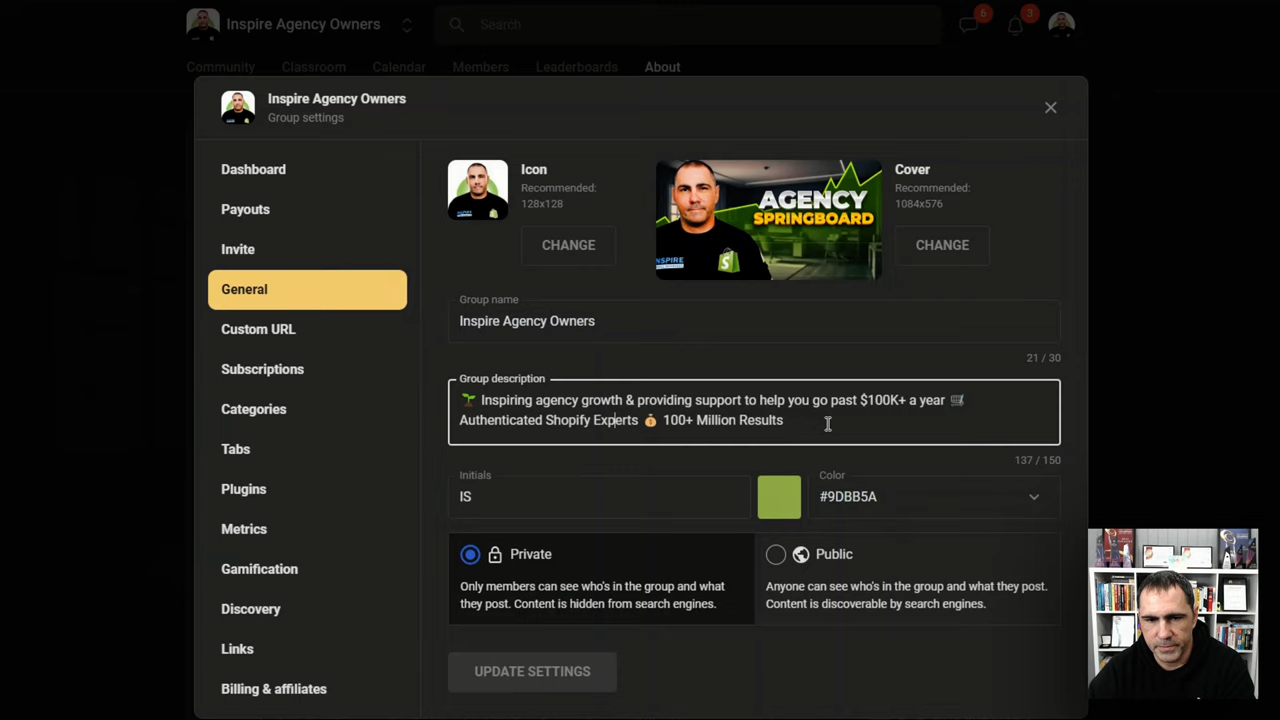 Inspire Agency Owners
Search
6
3
Community
Classroom
Calendar
Members
Leaderboards
About
Inspire Agency Owners
Group settings
Dashboard
Payouts
Invite
General
Custom URL
Subscriptions
Categories
Tabs
Plugins
Metrics
Gamification
Discovery
Links
Billing & affiliates
Icon
Recommended:
128x128
CHANGE
AGENCY
SPRINGBOARD
INSPIRE
Cover
Recommended:
1084x576
CHANGE
Group name
Inspire Agency Owners
21 / 30
Group description
🌱 Inspiring agency growth & providing support to help you go past $100K+ a year 🛒
Authenticated Shopify Experts 💰 100+ Million Results
137 / 150
Initials
IS
Color
#9DBB5A
Private
Only members can see who's in the group and what
they post. Content is hidden from search engines.
Public
Anyone can see who's in the group and what they post.
Content is discoverable by search engines.
UPDATE SETTINGS